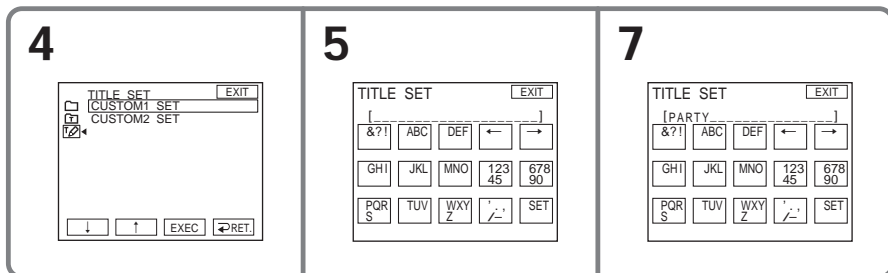 4
TITLE SET EXIT
CUSTOM1 SET
CUSTOM2 SET
↓ ↑ EXEC RET.
5
TITLE SET EXIT
[____________________]
&?! ABC DEF ← →
GHI JKL MNO 123 678
45 90
PQR TUV WXY ' . , SET
S Z /–
7
TITLE SET EXIT
[PARTY_______________]
&?! ABC DEF ← →
GHI JKL MNO 123 678
45 90
PQR TUV WXY ' . , SET
S Z /–